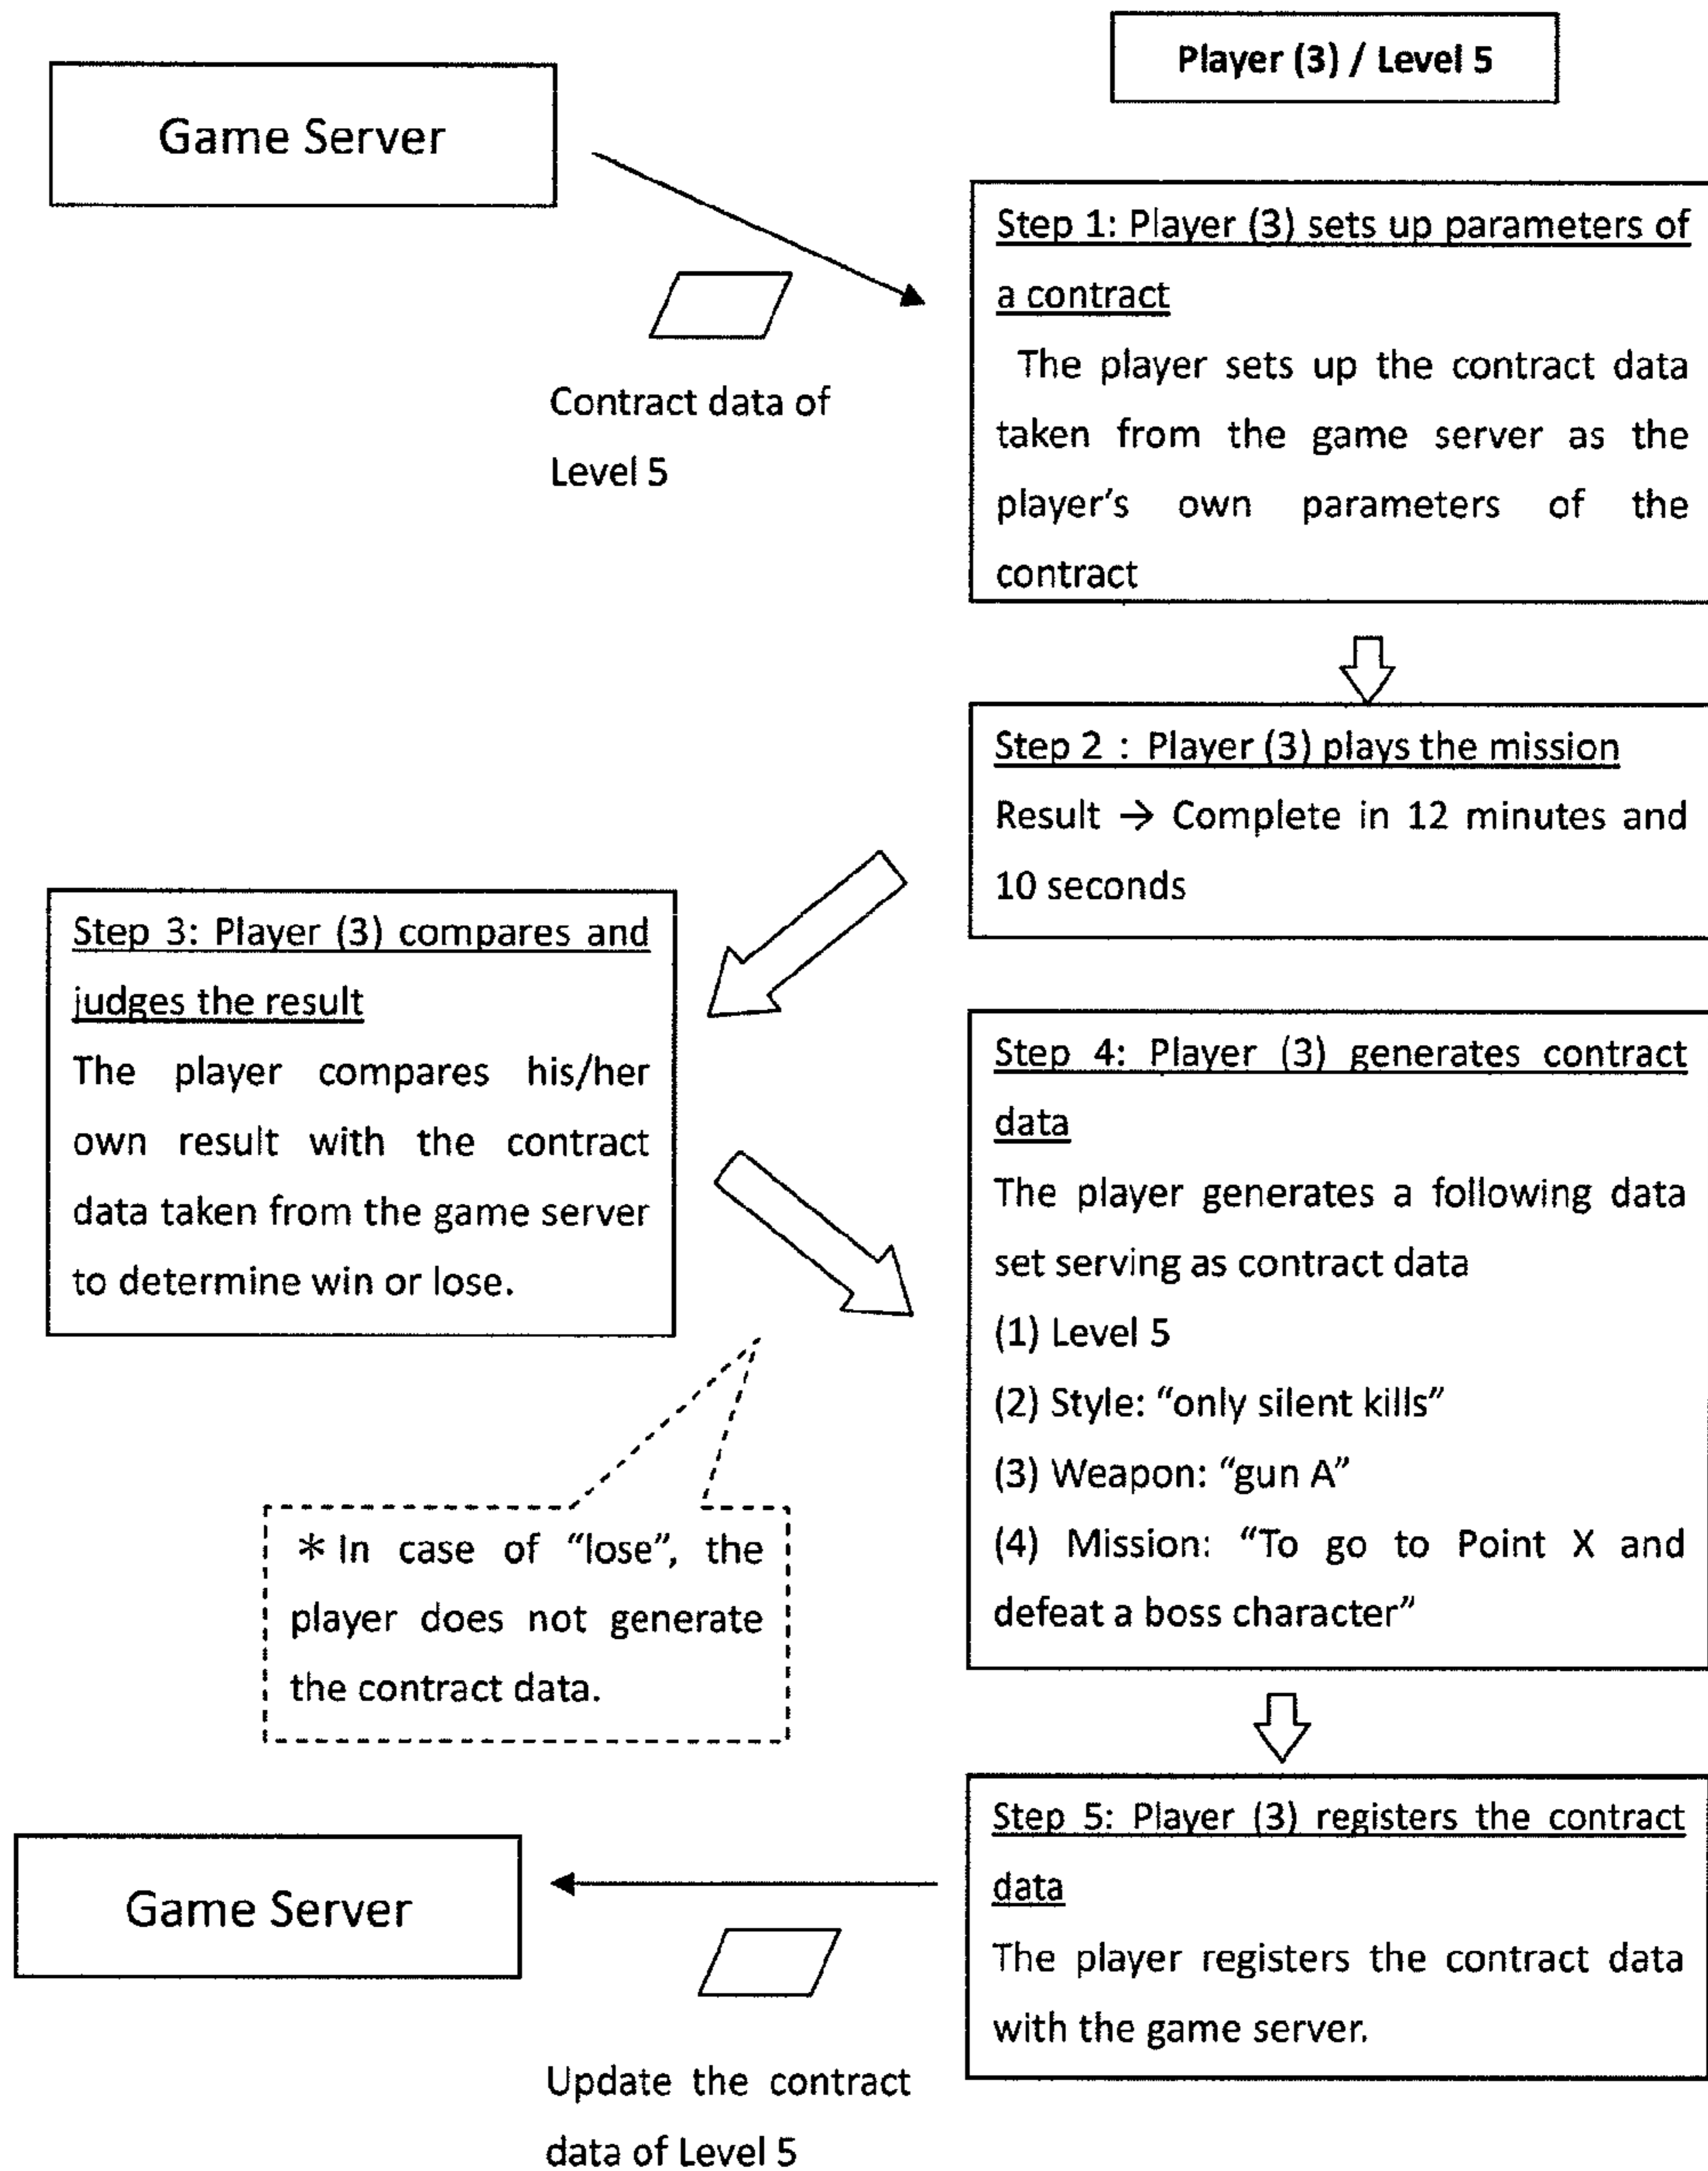 Player (3) / Level 5
Game Server
Step 1: Player (3) sets up parameters of
a contract
The player sets up the contract data
taken from the game server as the
player's own parameters of the
contract
Contract data of
Level 5
Step 2 : Player (3) plays the mission
Result → Complete in 12 minutes and
10 seconds
Step 3: Player (3) compares and
judges the result
The player compares his/her
own result with the contract
data taken from the game server
to determine win or lose.
Step 4: Player (3) generates contract
data
The player generates a following data
set serving as contract data
(1) Level 5
(2) Style: “only silent kills”
(3) Weapon: “gun A”
(4) Mission: “To go to Point X and
defeat a boss character”
＊In case of “lose”, the
player does not generate
the contract data.
Step 5: Player (3) registers the contract
data
The player registers the contract data
with the game server.
Game Server
Update the contract
data of Level 5